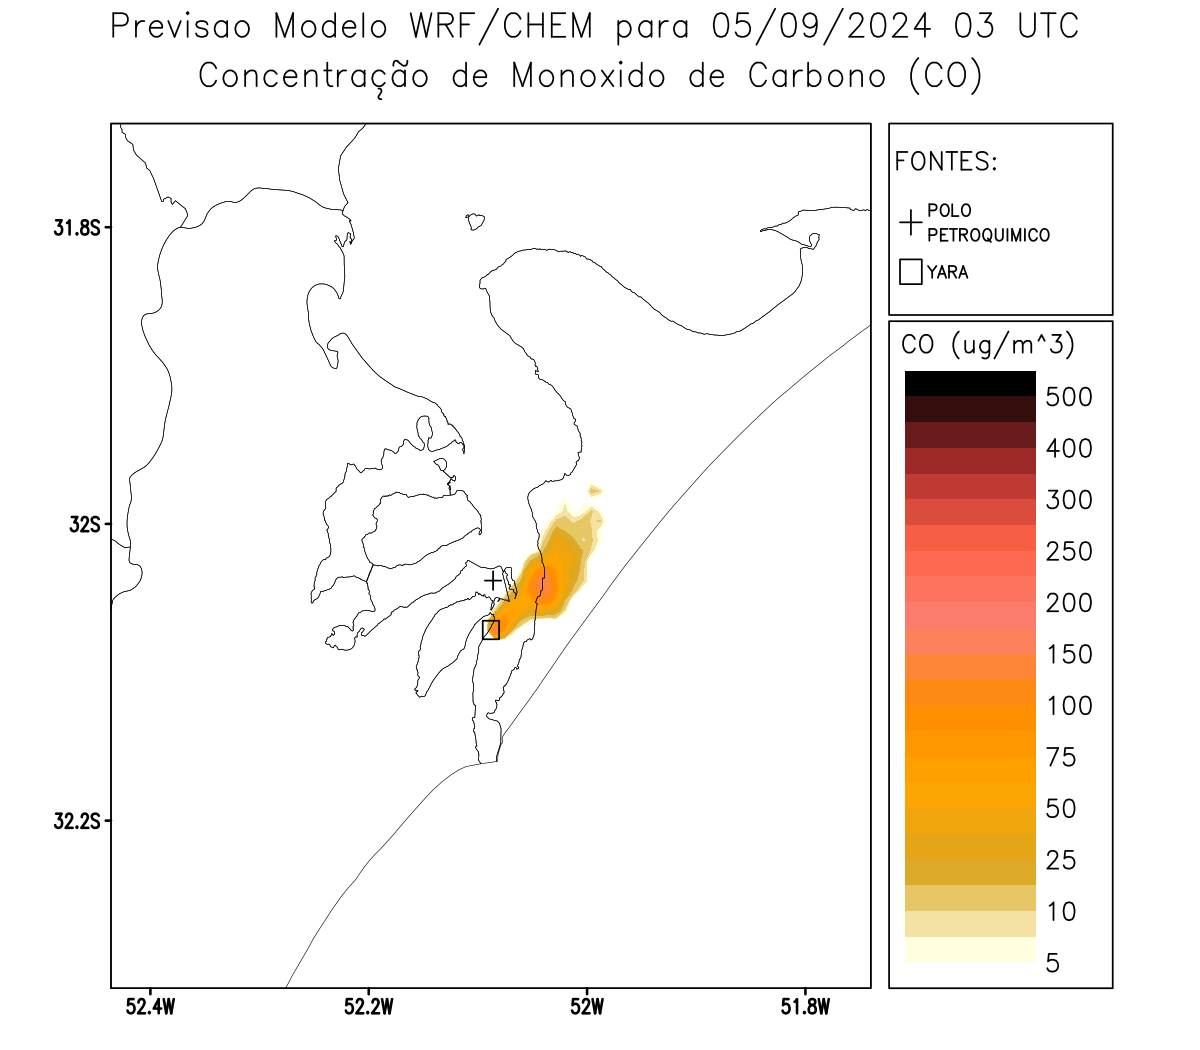 Previsao Modelo WRF/CHEM para 05/09/2024 03 UTC
Concentração de Monoxido de Carbono (CO)
FONTES:
POLO
PETROQUIMICO
YARA
CO (ug/m^3)
500
400
300
250
200
150
100
75
50
25
10
5
31.8S
32S
32.2S
52.4W
52.2W
52W
51.8W